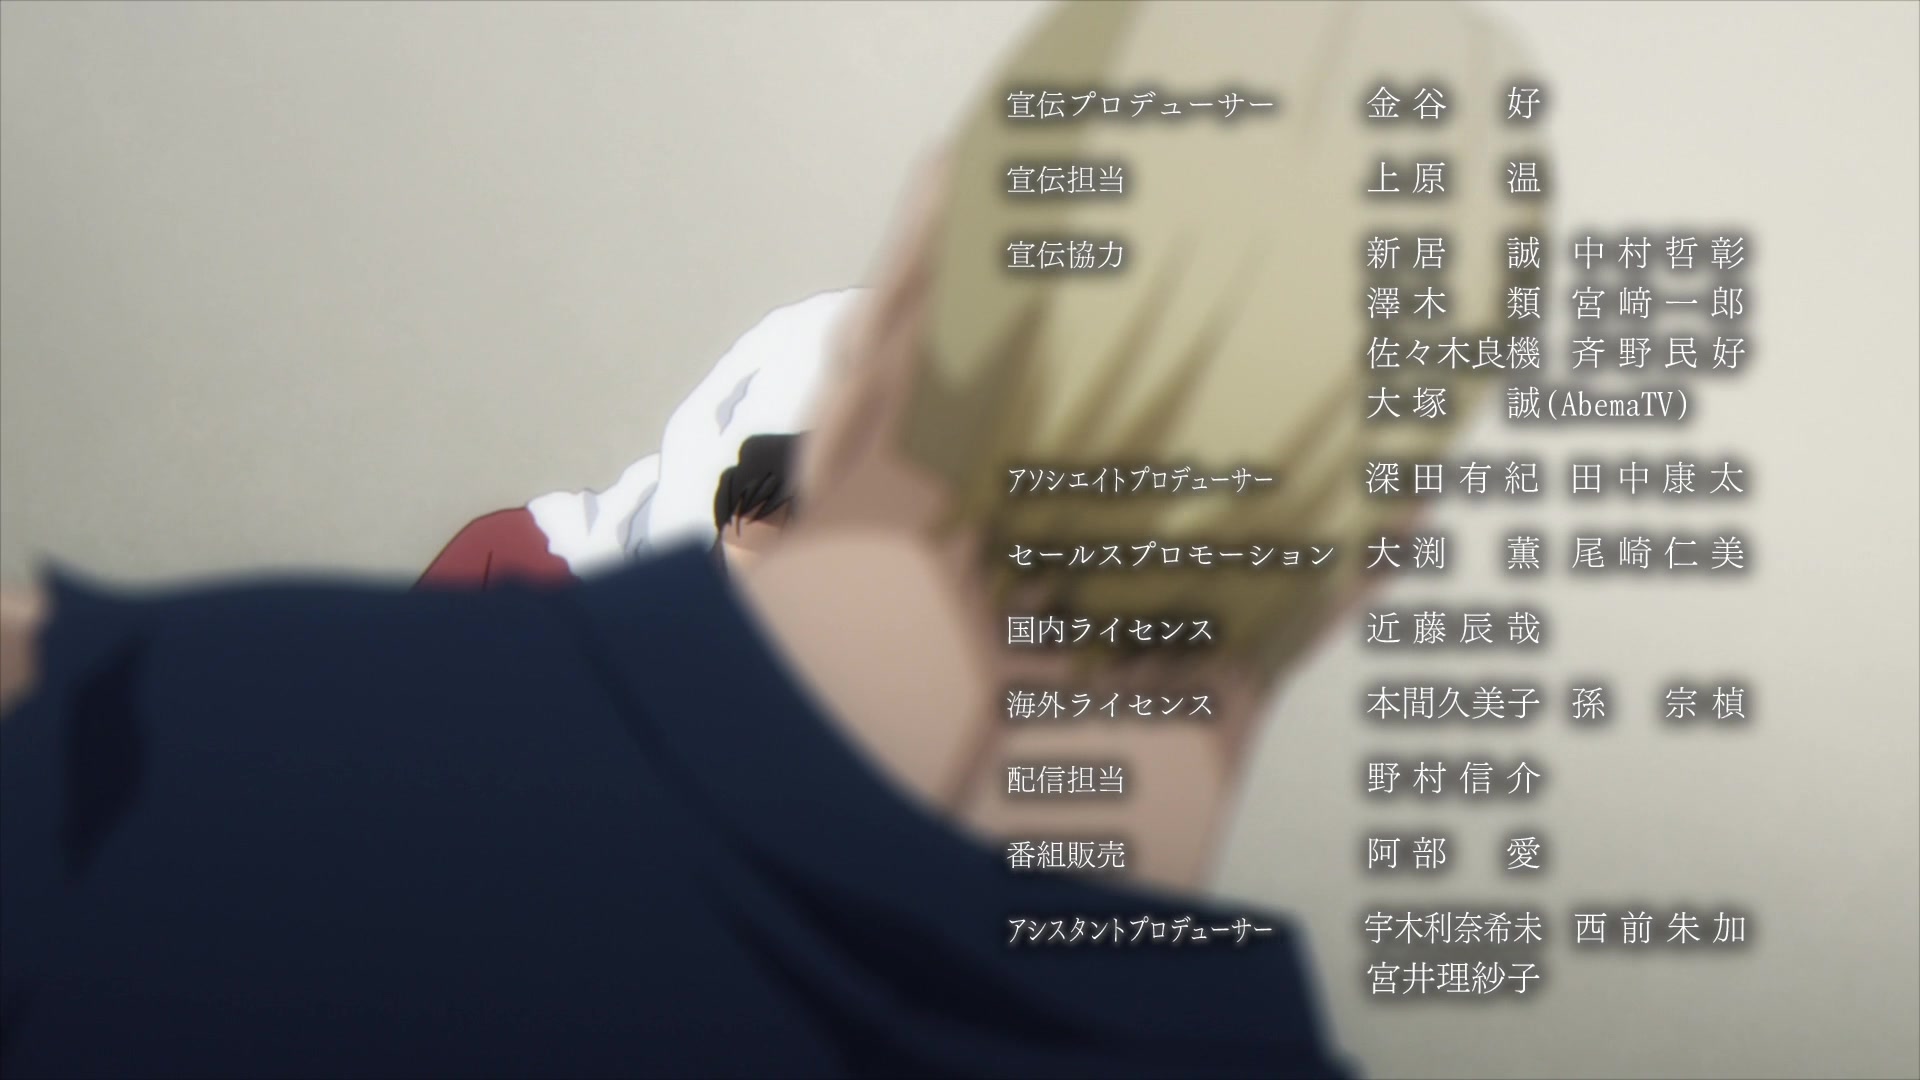 宣伝プロデューサー 金谷 好
宣伝担当 上原 温
宣伝協力 新居 誠 中村哲彰
澤木 類 宮﨑一郎
佐々木良機 斉野民好
大塚 誠(AbemaTV)
アソシエイトプロデューサー 深田有紀 田中康太
セールスプロモーション 大渕 薫 尾崎仁美
国内ライセンス 近藤辰哉
海外ライセンス 本間久美子 孫 宗楨
配信担当 野村信介
番組販売 阿部 愛
アシスタントプロデューサー 宇木利奈希未 西前朱加
宮井理紗子